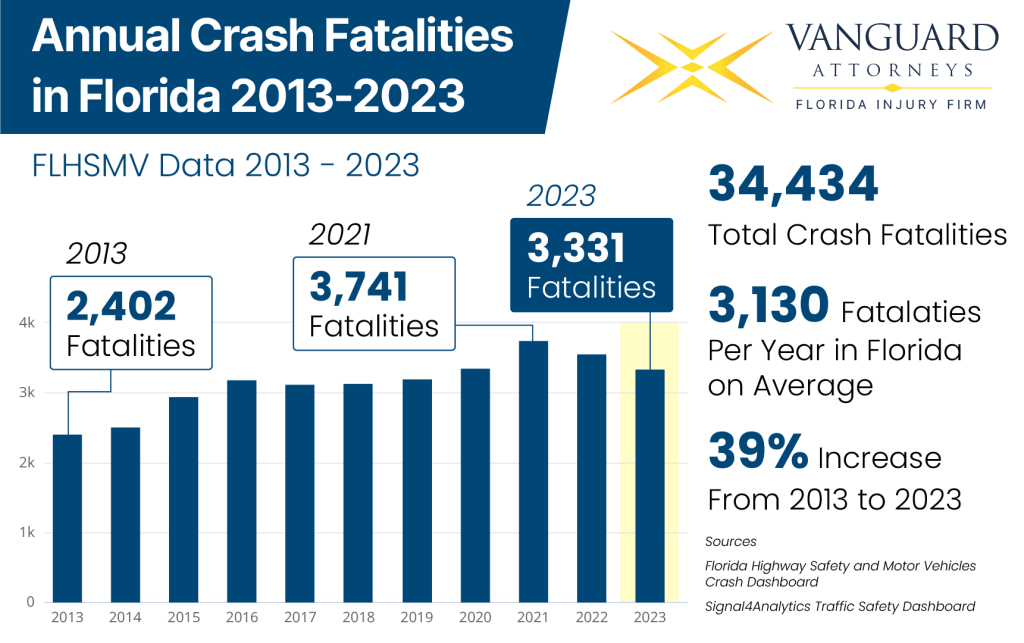 Annual Crash Fatalities
in Florida 2013-2023
VANGUARD
ATTORNEYS
FLORIDA INJURY FIRM
FLHSMV Data 2013 - 2023
2013
2,402
Fatalities
2021
3,741
Fatalities
2023
3,331
Fatalities
4k
3k
2k
1k
0
2013 2014 2015 2016 2017 2018 2019 2020 2021 2022 2023
34,434
Total Crash Fatalities
3,130 Fatalaties
Per Year in Florida
on Average
39% Increase
From 2013 to 2023
Sources
Florida Highway Safety and Motor Vehicles
Crash Dashboard
Signal4Analytics Traffic Safety Dashboard